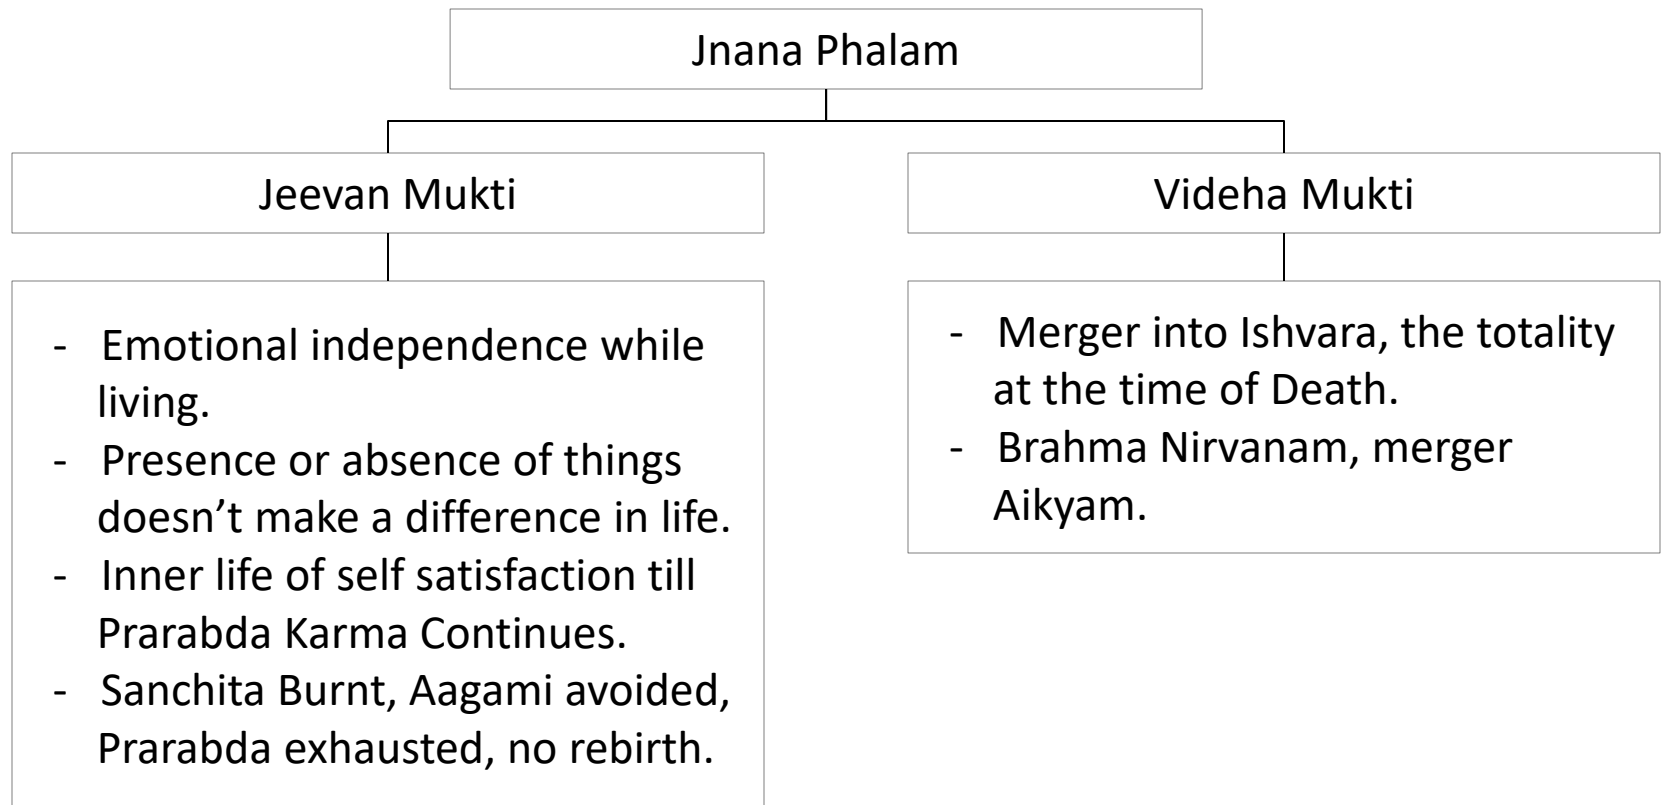 Jnana Phalam
Jeevan Mukti
Videha Mukti
- Emotional independence while
living.
- Presence or absence of things
doesn’t make a difference in life.
- Inner life of self satisfaction till
Prarabda Karma Continues.
- Sanchita Burnt, Aagami avoided,
Prarabda exhausted, no rebirth.
- Merger into Ishvara, the totality
at the time of Death.
- Brahma Nirvanam, merger
Aikyam.